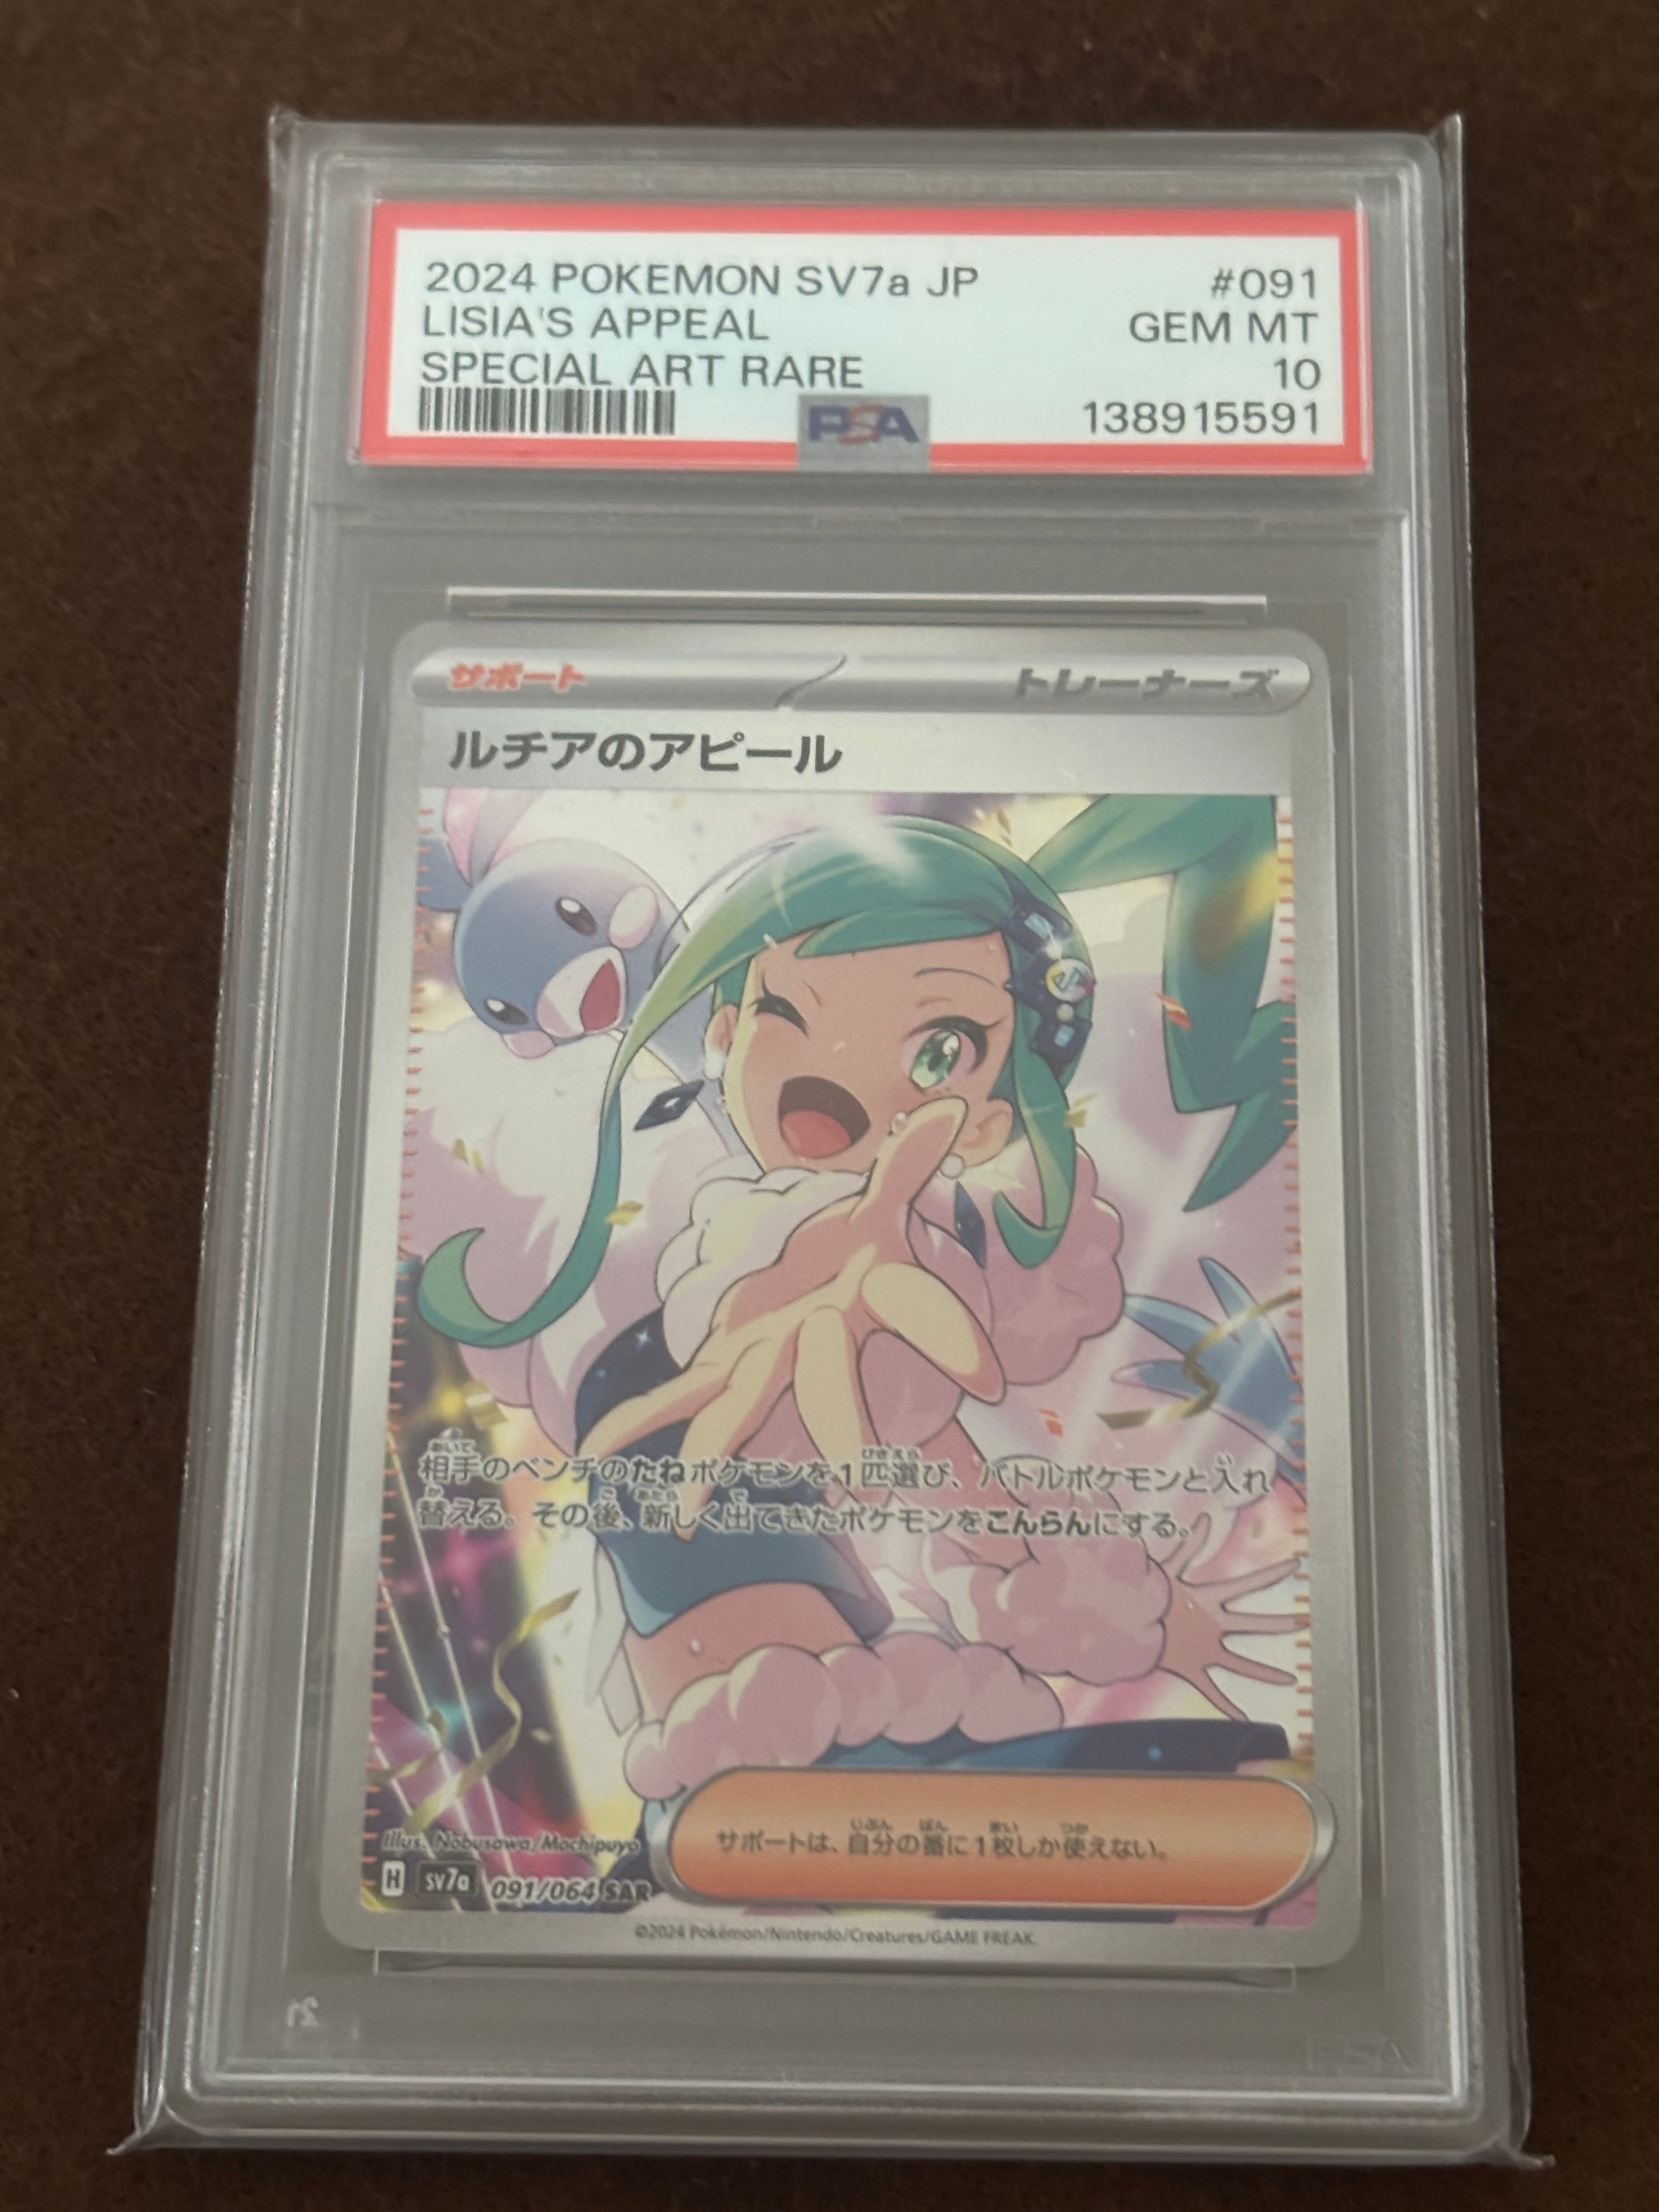 2024 POKEMON SV7a JP #091
LISIA'S APPEAL GEM MT
SPECIAL ART RARE 10
PSA 138915591
サポート トレーナーズ
ルチアのアピール
相手のベンチのたねポケモンを1匹選び、バトルポケモンと入れ
替える。その後、新しく出てきたポケモンをこんらんにする。
サポートは、自分の番に1枚しか使えない。
Illus. Nobusawa/Mochipuyo
H sv7a 091/064 SAR
©2024 Pokémon/Nintendo/Creatures/GAME FREAK.
21
PSA